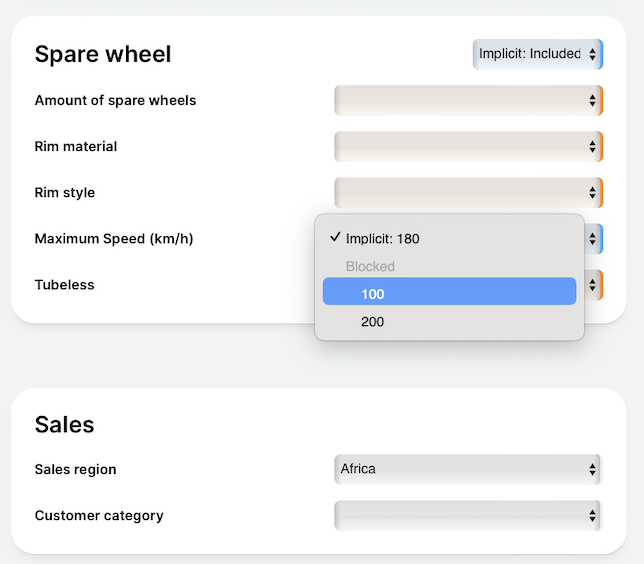 Spare wheel
Implicit: Included
Amount of spare wheels
Rim material
Rim style
Maximum Speed (km/h)
✓ Implicit: 180
Blocked
100
200
Tubeless
Sales
Sales region
Africa
Customer category